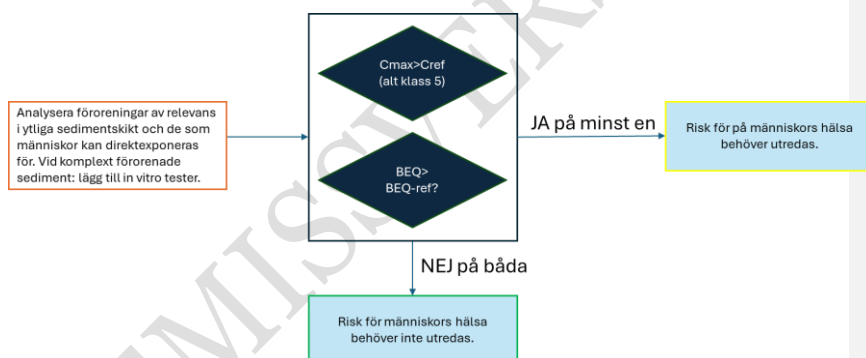 Cmax>Cref
(alt klass 5)
Analysera föroreningar av relevans
i ytliga sedimentskikt och de som
människor kan direktexponeras
för. Vid komplext förorenade
sediment: lägg till in vitro tester.
JA på minst en
Risk för på människors hälsa
behöver utredas.
BEQ>
BEQ-ref?
NEJ på båda
Risk för människors hälsa
behöver inte utredas.